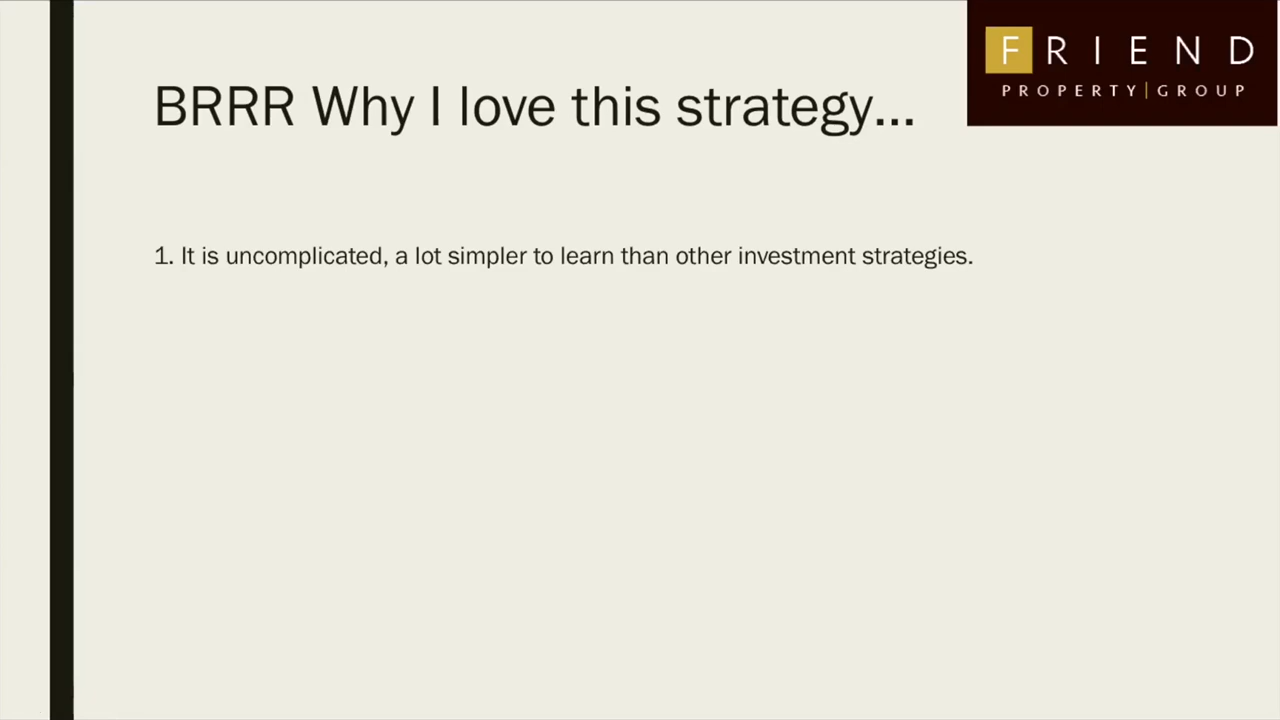 FRIEND
PROPERTY|GROUP
BRRR Why I love this strategy...
1. It is uncomplicated, a lot simpler to learn than other investment strategies.